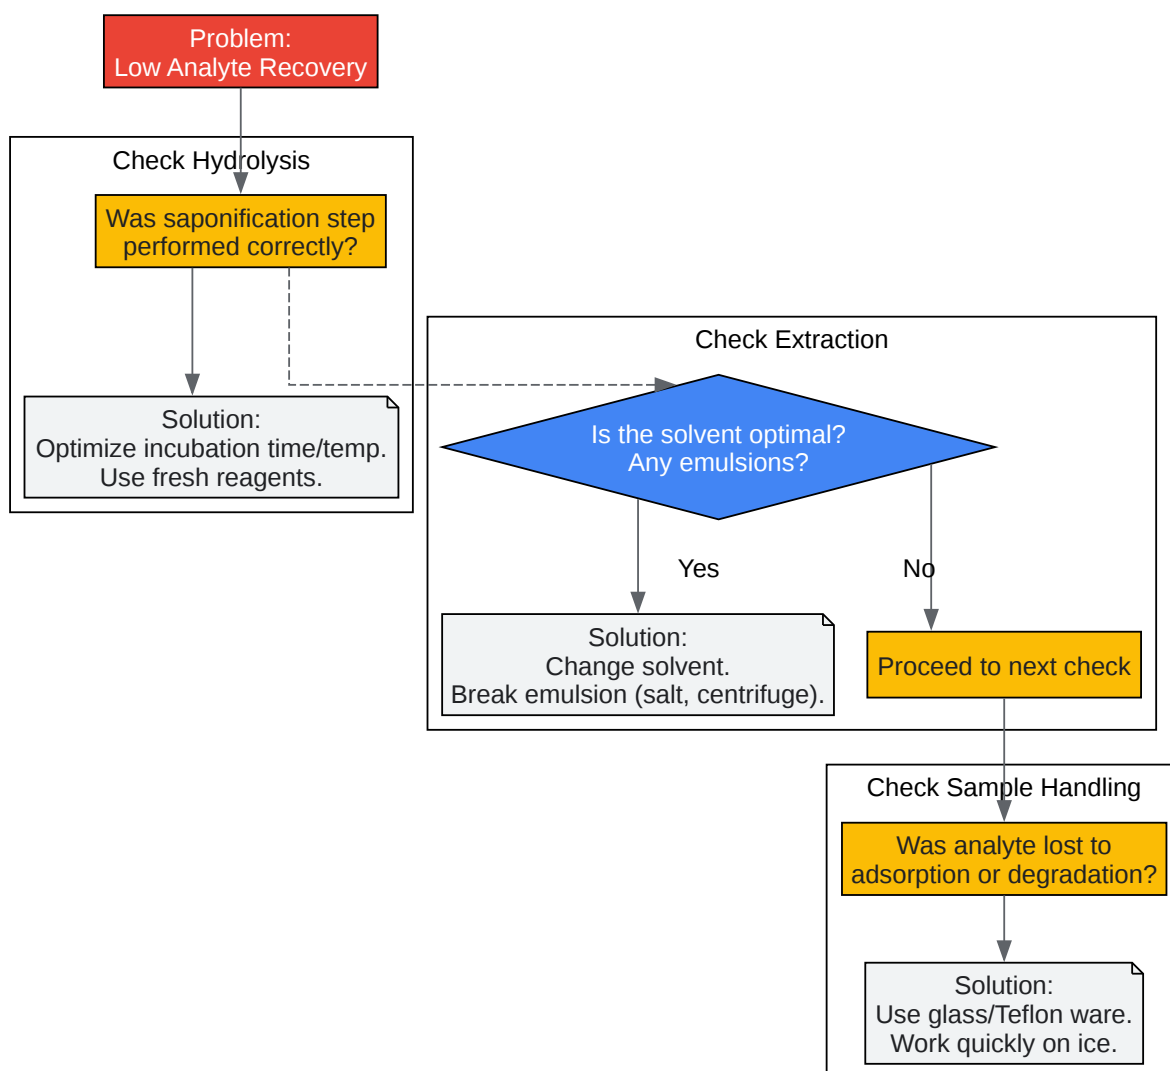 Problem:
Low Analyte Recovery
Check Hydrolysis
Was saponification step
performed correctly?
Solution:
Optimize incubation time/temp.
Use fresh reagents.
Check Extraction
Is the solvent optimal?
Any emulsions?
Yes
No
Solution:
Change solvent.
Break emulsion (salt, centrifuge).
Proceed to next check
Check Sample Handling
Was analyte lost to
adsorption or degradation?
Solution:
Use glass/Teflon ware.
Work quickly on ice.